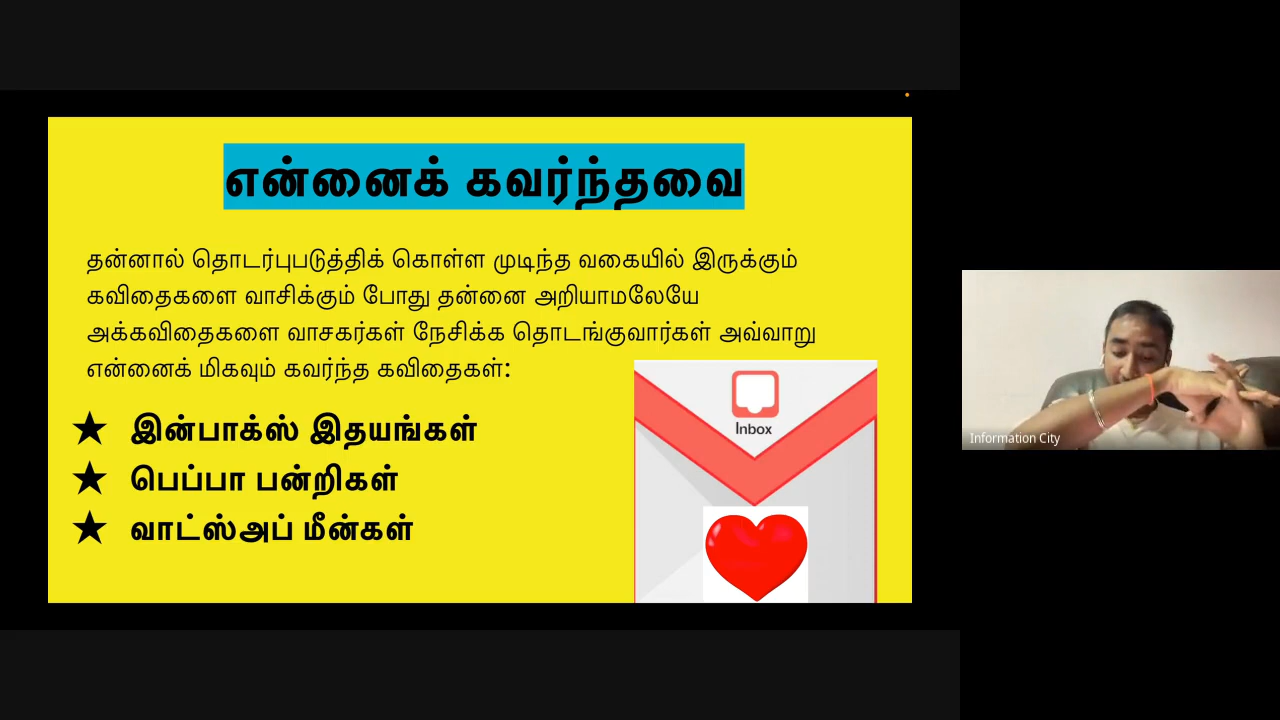 என்னைக் கவர்ந்தவை
தன்னால் தொடர்புபடுத்திக் கொள்ள முடிந்த வகையில் இருக்கும்
கவிதைகளை வாசிக்கும் போது தன்னை அறியாமலேயே
அக்கவிதைகளை வாசகர்கள் நேசிக்க தொடங்குவார்கள் அவ்வாறு
என்னைக் மிகவும் கவர்ந்த கவிதைகள்:
★ இன்பாக்ஸ் இதயங்கள்
★ பெப்பா பன்றிகள்
★ வாட்ஸ்அப் மீன்கள்
Inbox
Information City